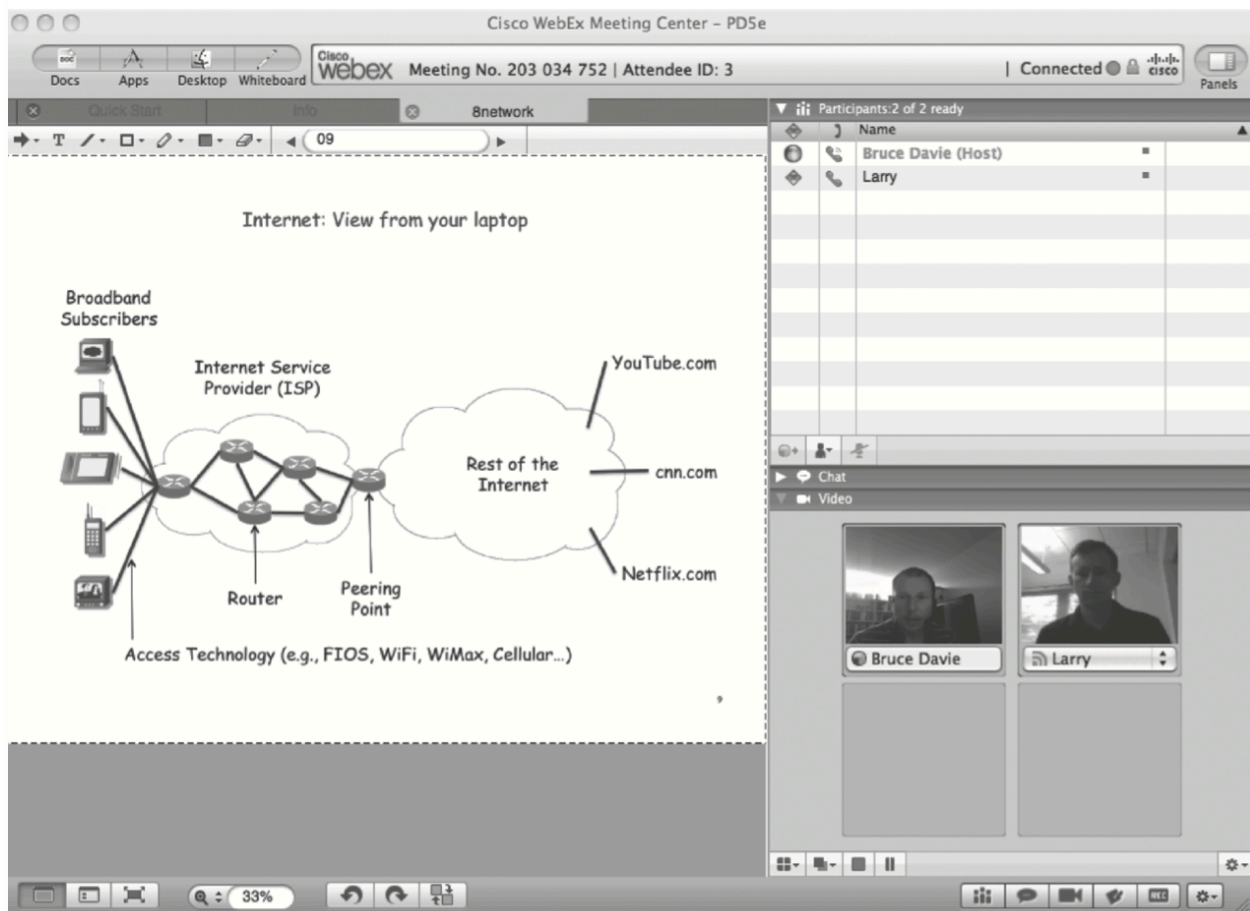 Cisco WebEx Meeting Center – PD5e
Docs
Apps
Desktop
Whiteboard
Cisco
webex
Meeting No. 203 034 752 | Attendee ID: 3
| Connected
cisco
Panels
Quick Start
Info
8network
T
09
Internet: View from your laptop
Broadband
Subscribers
Internet Service
Provider (ISP)
YouTube.com
Rest of the
Internet
cnn.com
Netflix.com
Router
Peering
Point
Access Technology (e.g., FIOS, WiFi, WiMax, Cellular...)
9
33%
Participants:2 of 2 ready
Name
Bruce Davie (Host)
Larry
Chat
Video
Bruce Davie
Larry
REC